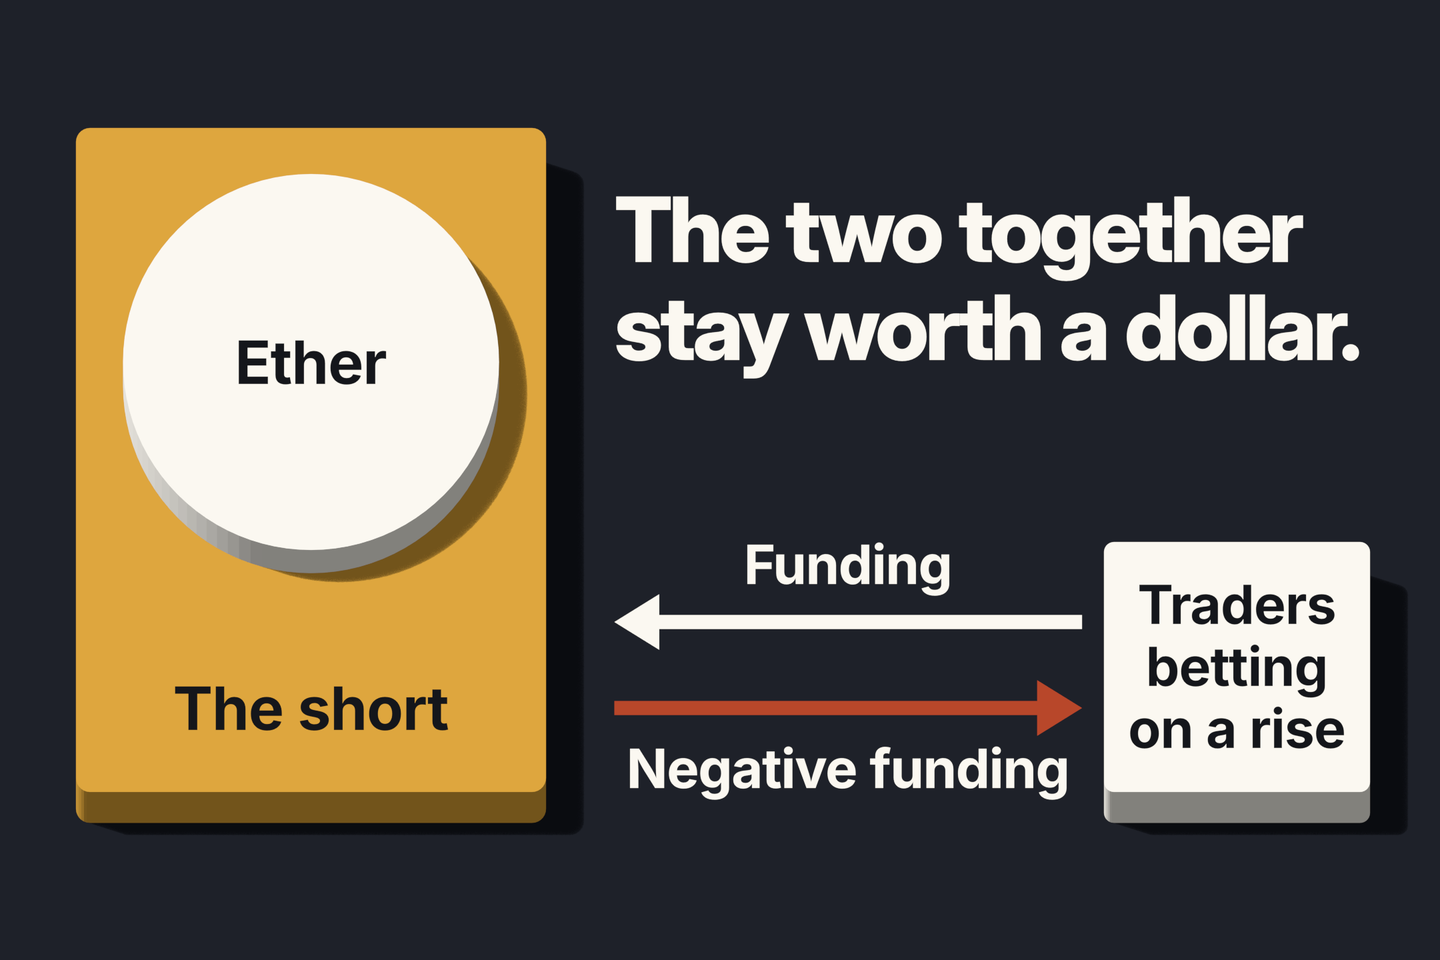 Ether
The short
The two together
stay worth a dollar.
Funding
Negative funding
Traders
betting
on a rise